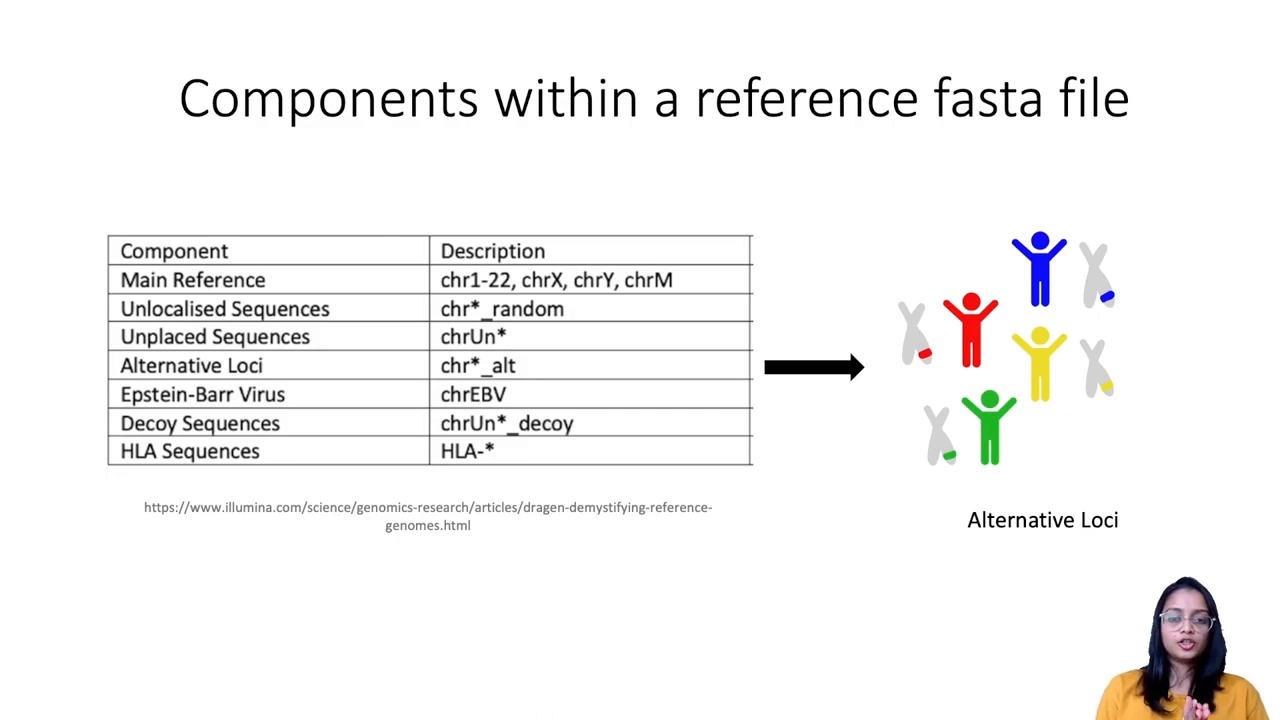 Components within a reference fasta file
Component Description
Main Reference chr1-22, chrX, chrY, chrM
Unlocalised Sequences chr*_random
Unplaced Sequences chrUn*
Alternative Loci chr*_alt
Epstein-Barr Virus chrEBV
Decoy Sequences chrUn*_decoy
HLA Sequences HLA-*
https://www.illumina.com/science/genomics-research/articles/dragen-demystifying-reference-
genomes.html
Alternative Loci